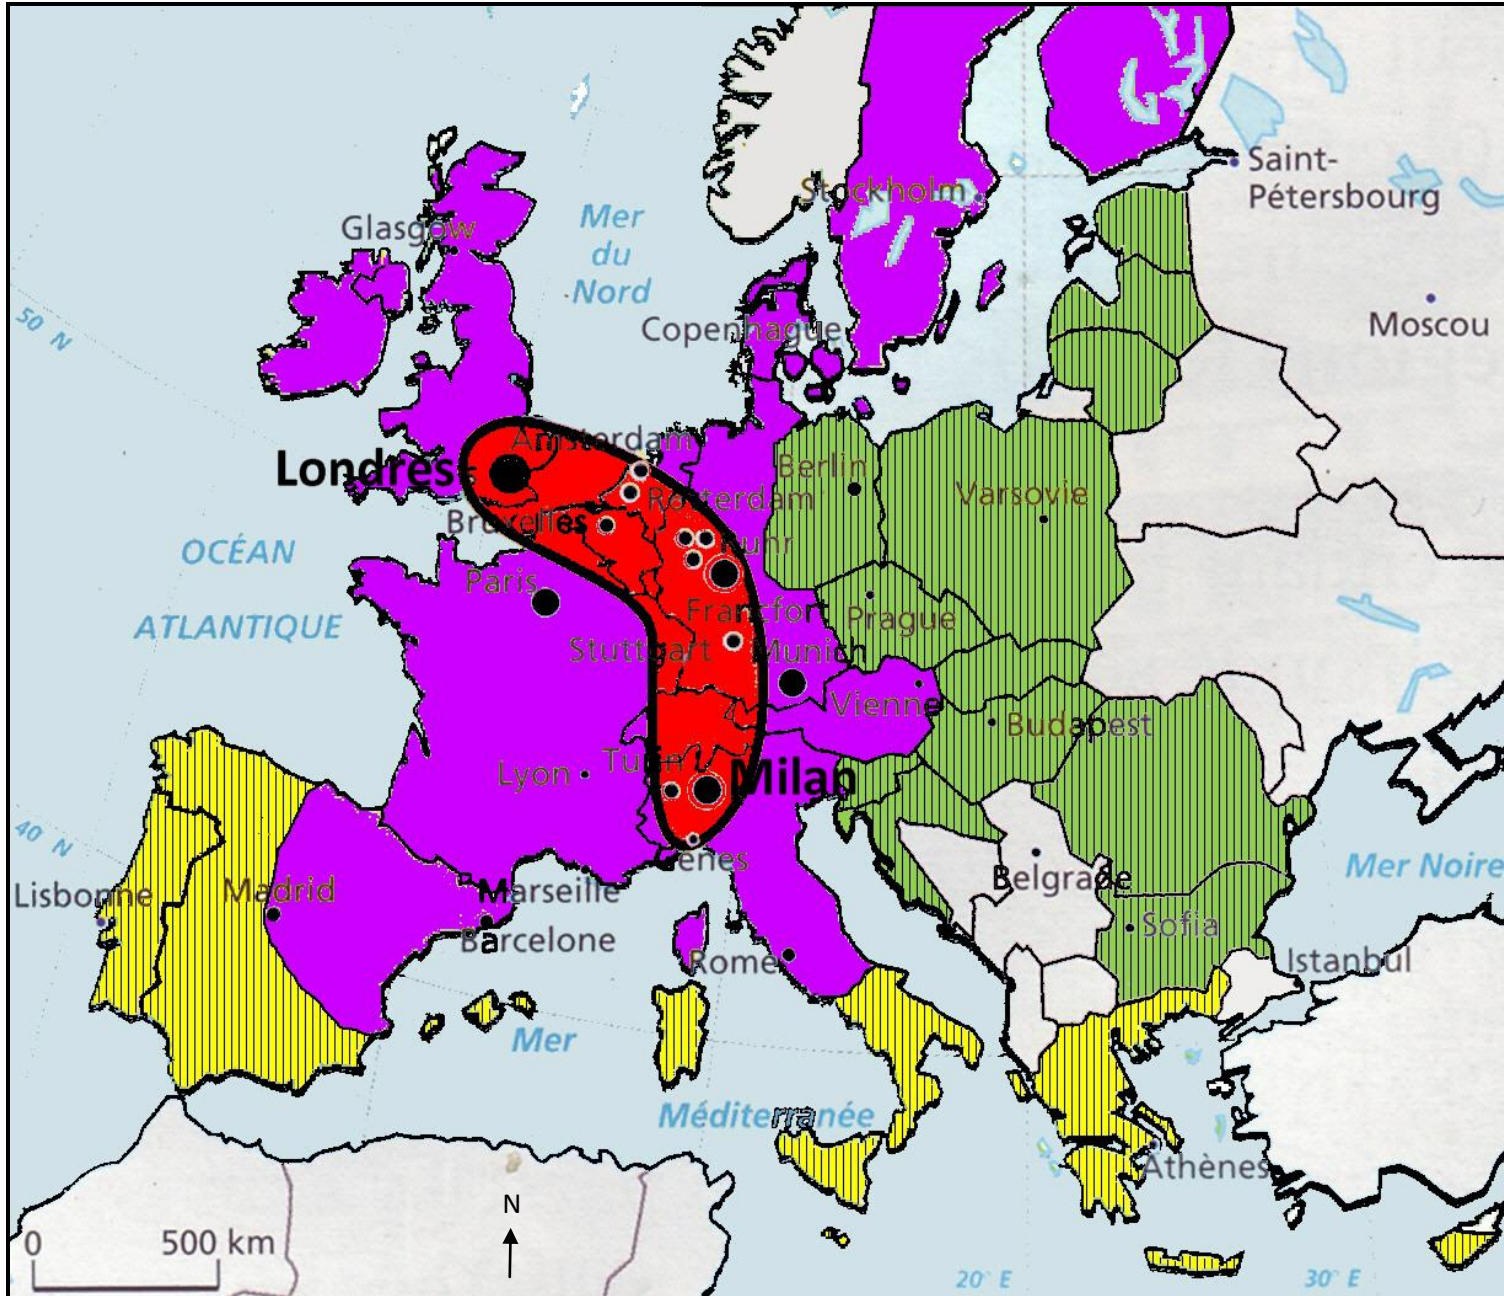 Saint-
Pétersbourg
Stockholm
Glasgow
Mer
du
Nord
Moscou
50 N
Copenhague
Amsterdam
Londres
Berlin
Rotterdam
Varsovie
Bruxelles
Ruhr
OCÉAN
Paris
Francfort
Prague
ATLANTIQUE
Stuttgart
Munich
Vienne
Budapest
Lyon
Turin
Milan
40 N
Gênes
Mer Noire
Lisbonne
Madrid
Marseille
Belgrade
Barcelone
Sofia
Rome
Istanbul
Mer
Méditerranée
Athènes
N
0 500 km
20° E
30° E